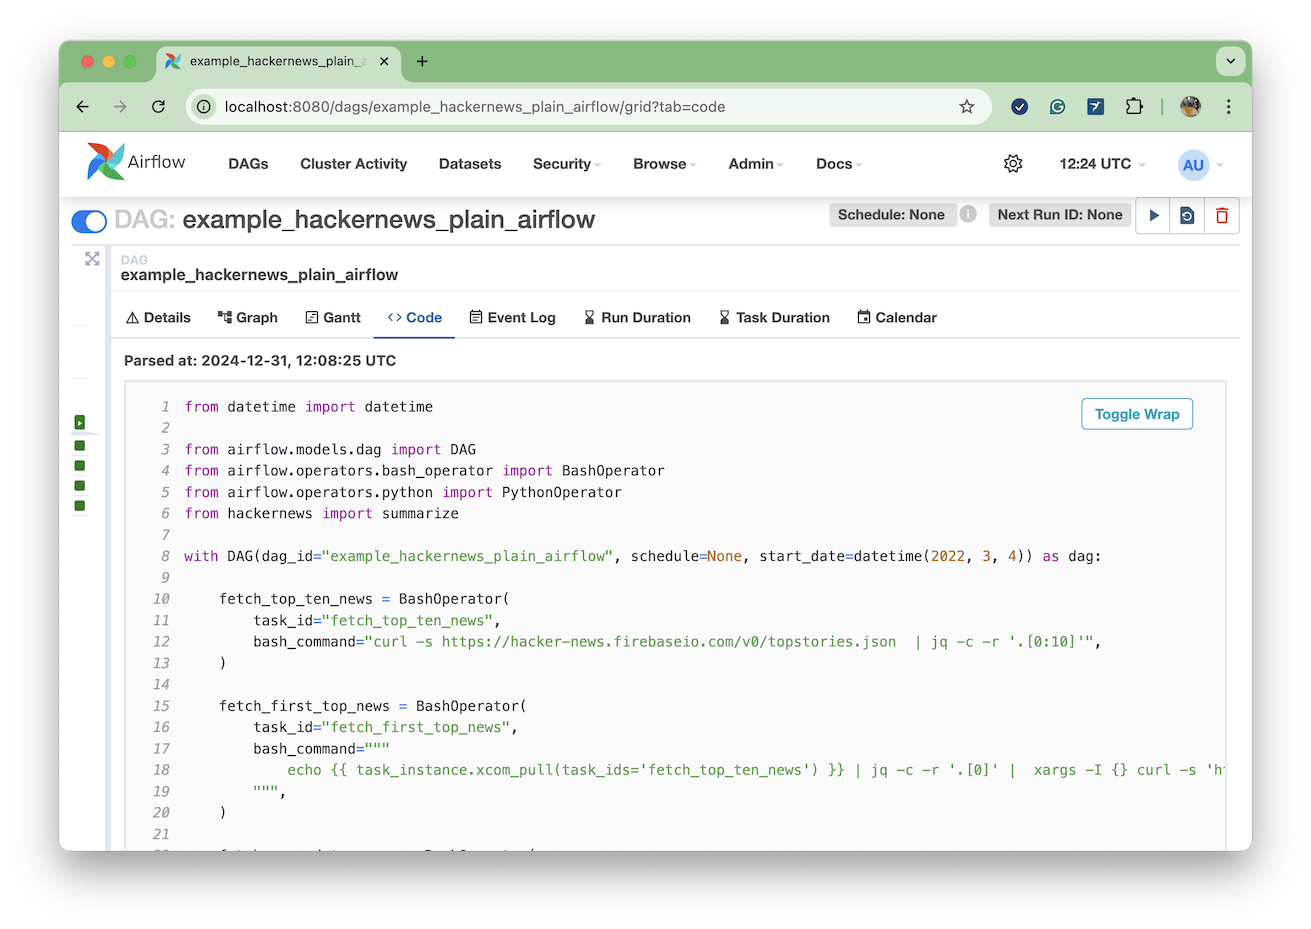 example_hackernews_plain_a
localhost:8080/dags/example_hackernews_plain_airflow/grid?tab=code
Airflow DAGs Cluster Activity Datasets Security Browse Admin Docs 12:24 UTC AU
DAG: example_hackernews_plain_airflow Schedule: None Next Run ID: None
DAG
example_hackernews_plain_airflow
Details Graph Gantt <> Code Event Log Run Duration Task Duration Calendar
Parsed at: 2024-12-31, 12:08:25 UTC
Toggle Wrap
1 from datetime import datetime
2
3 from airflow.models.dag import DAG
4 from airflow.operators.bash_operator import BashOperator
5 from airflow.operators.python import PythonOperator
6 from hackernews import summarize
7
8 with DAG(dag_id="example_hackernews_plain_airflow", schedule=None, start_date=datetime(2022, 3, 4)) as dag:
9
10 fetch_top_ten_news = BashOperator(
11 task_id="fetch_top_ten_news",
12 bash_command="curl -s https://hacker-news.firebaseio.com/v0/topstories.json | jq -c -r '.[0:10]'",
13 )
14
15 fetch_first_top_news = BashOperator(
16 task_id="fetch_first_top_news",
17 bash_command="""
18 echo {{ task_instance.xcom_pull(task_ids='fetch_top_ten_news') }} | jq -c -r '.[0]' | xargs -I {} curl -s 'ht
19 """,
20 )
21